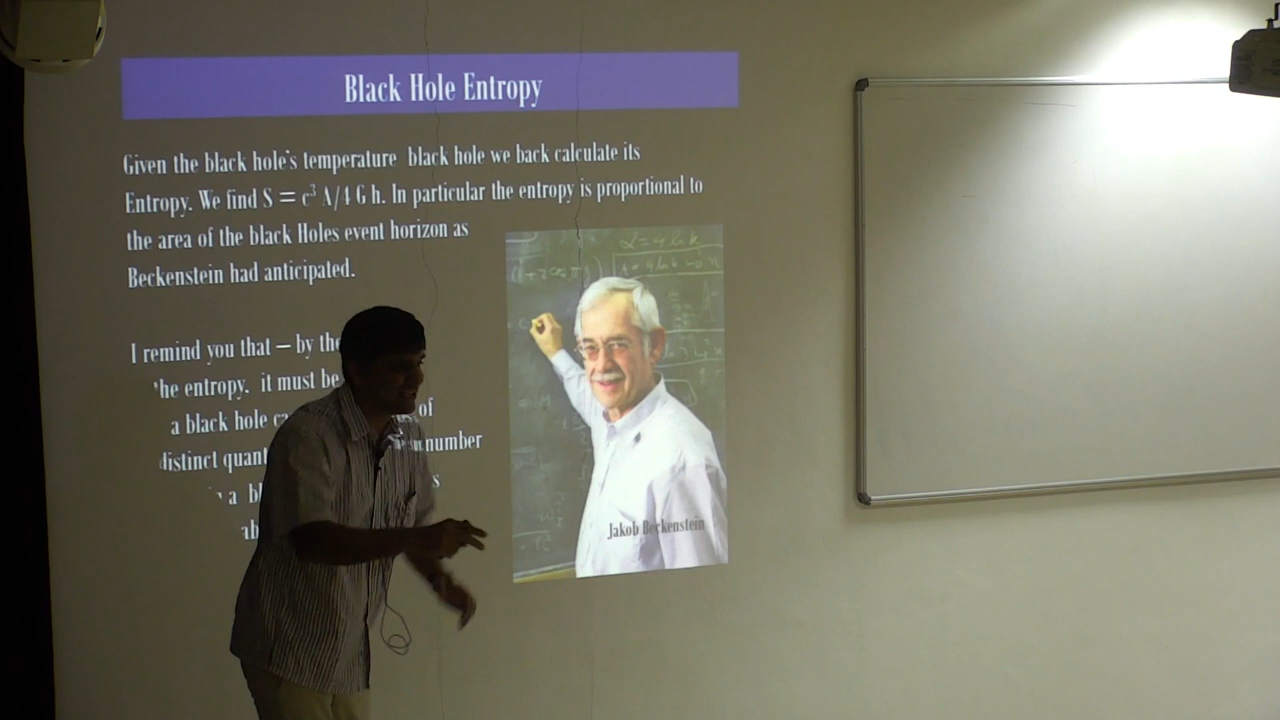 Black Hole Entropy
Given the black hole's temperature black hole we back calculate its
Entropy. We find S = c³ A/4 G h. In particular the entropy is proportional to
the area of the black Holes event horizon as
Beckenstein had anticipated.
I remind you that – by the
entropy. it must be
a black hole of
distinct number
a
Jakob Beckenstein